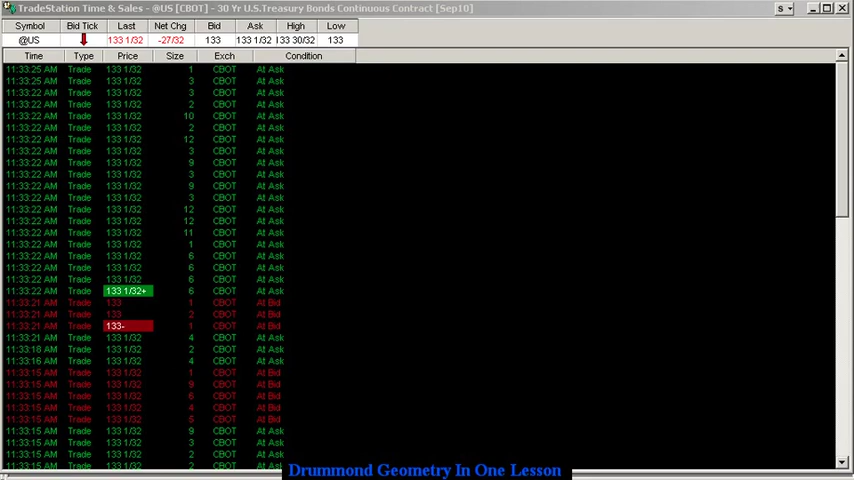 TradeStation Time & Sales - @US [CBOT] - 30 Yr U.S.Treasury Bonds Continuous Contract [Sep10]
Symbol Bid Tick Last Net Chg Bid Ask High Low
@US 133 1/32 -27/32 133 133 1/32 133 30/32 133
Time Type Price Size Exch Condition
11:33:25 AM Trade 133 1/32 1 CBOT At Ask
11:33:25 AM Trade 133 1/32 3 CBOT At Ask
11:33:22 AM Trade 133 1/32 3 CBOT At Ask
11:33:22 AM Trade 133 1/32 2 CBOT At Ask
11:33:22 AM Trade 133 1/32 10 CBOT At Ask
11:33:22 AM Trade 133 1/32 2 CBOT At Ask
11:33:22 AM Trade 133 1/32 12 CBOT At Ask
11:33:22 AM Trade 133 1/32 3 CBOT At Ask
11:33:22 AM Trade 133 1/32 9 CBOT At Ask
11:33:22 AM Trade 133 1/32 3 CBOT At Ask
11:33:22 AM Trade 133 1/32 9 CBOT At Ask
11:33:22 AM Trade 133 1/32 3 CBOT At Ask
11:33:22 AM Trade 133 1/32 12 CBOT At Ask
11:33:22 AM Trade 133 1/32 12 CBOT At Ask
11:33:22 AM Trade 133 1/32 11 CBOT At Ask
11:33:22 AM Trade 133 1/32 1 CBOT At Ask
11:33:22 AM Trade 133 1/32 6 CBOT At Ask
11:33:22 AM Trade 133 1/32 6 CBOT At Ask
11:33:22 AM Trade 133 1/32 6 CBOT At Ask
11:33:22 AM Trade 133 1/32+ 6 CBOT At Ask
11:33:21 AM Trade 133 1 CBOT At Bid
11:33:21 AM Trade 133 2 CBOT At Bid
11:33:21 AM Trade 133- 1 CBOT At Bid
11:33:21 AM Trade 133 1/32 4 CBOT At Ask
11:33:18 AM Trade 133 1/32 2 CBOT At Ask
11:33:16 AM Trade 133 1/32 4 CBOT At Ask
11:33:15 AM Trade 133 1/32 1 CBOT At Bid
11:33:15 AM Trade 133 1/32 9 CBOT At Bid
11:33:15 AM Trade 133 1/32 6 CBOT At Bid
11:33:15 AM Trade 133 1/32 4 CBOT At Bid
11:33:15 AM Trade 133 1/32 5 CBOT At Bid
11:33:15 AM Trade 133 1/32 9 CBOT At Ask
11:33:15 AM Trade 133 1/32 3 CBOT At Ask
11:33:15 AM Trade 133 1/32 2 CBOT At Ask
11:33:15 AM Trade 133 1/32 2 CBOT At Ask
Drummond Geometry In One Lesson